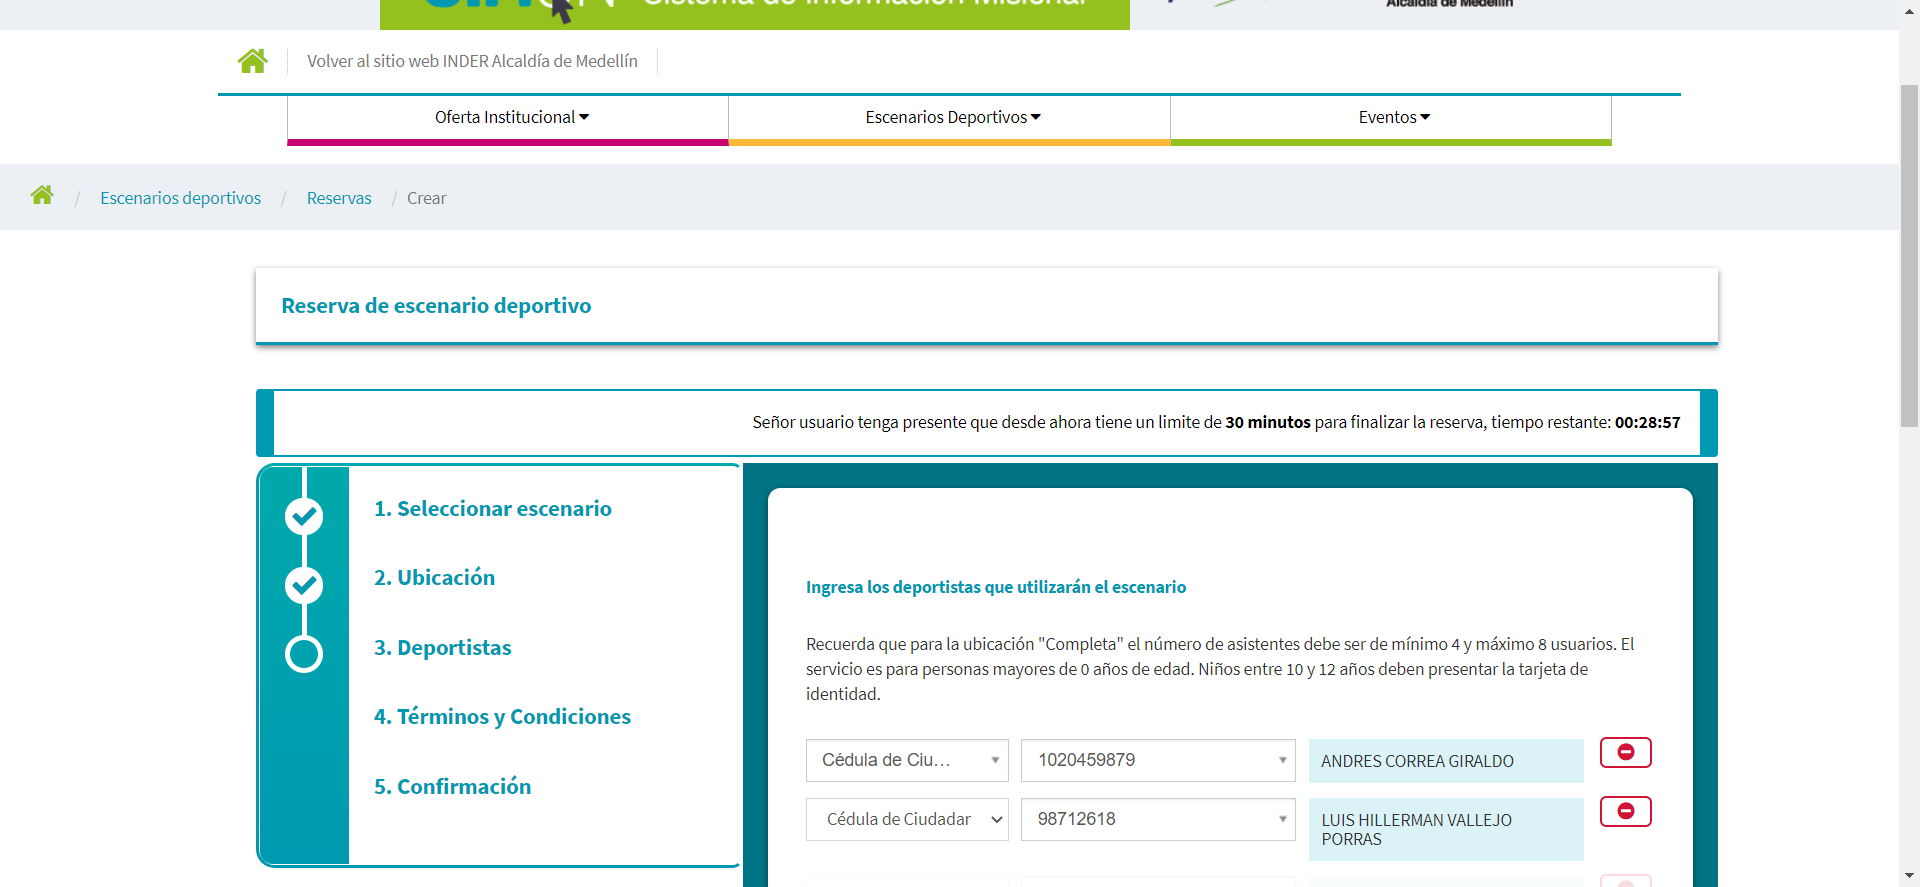 Sistema de Información Misional
Alcaldía de Medellín
Volver al sitio web INDER Alcaldía de Medellín
Oferta Institucional
Escenarios Deportivos
Eventos
/ Escenarios deportivos / Reservas / Crear
Reserva de escenario deportivo
Señor usuario tenga presente que desde ahora tiene un limite de 30 minutos para finalizar la reserva, tiempo restante: 00:28:57
1. Seleccionar escenario
2. Ubicación
3. Deportistas
4. Términos y Condiciones
5. Confirmación
Ingresa los deportistas que utilizarán el escenario
Recuerda que para la ubicación "Completa" el número de asistentes debe ser de mínimo 4 y máximo 8 usuarios. El
servicio es para personas mayores de 0 años de edad. Niños entre 10 y 12 años deben presentar la tarjeta de
identidad.
Cédula de Ciu...
1020459879
ANDRES CORREA GIRALDO
Cédula de Ciudadar
98712618
LUIS HILLERMAN VALLEJO
PORRAS